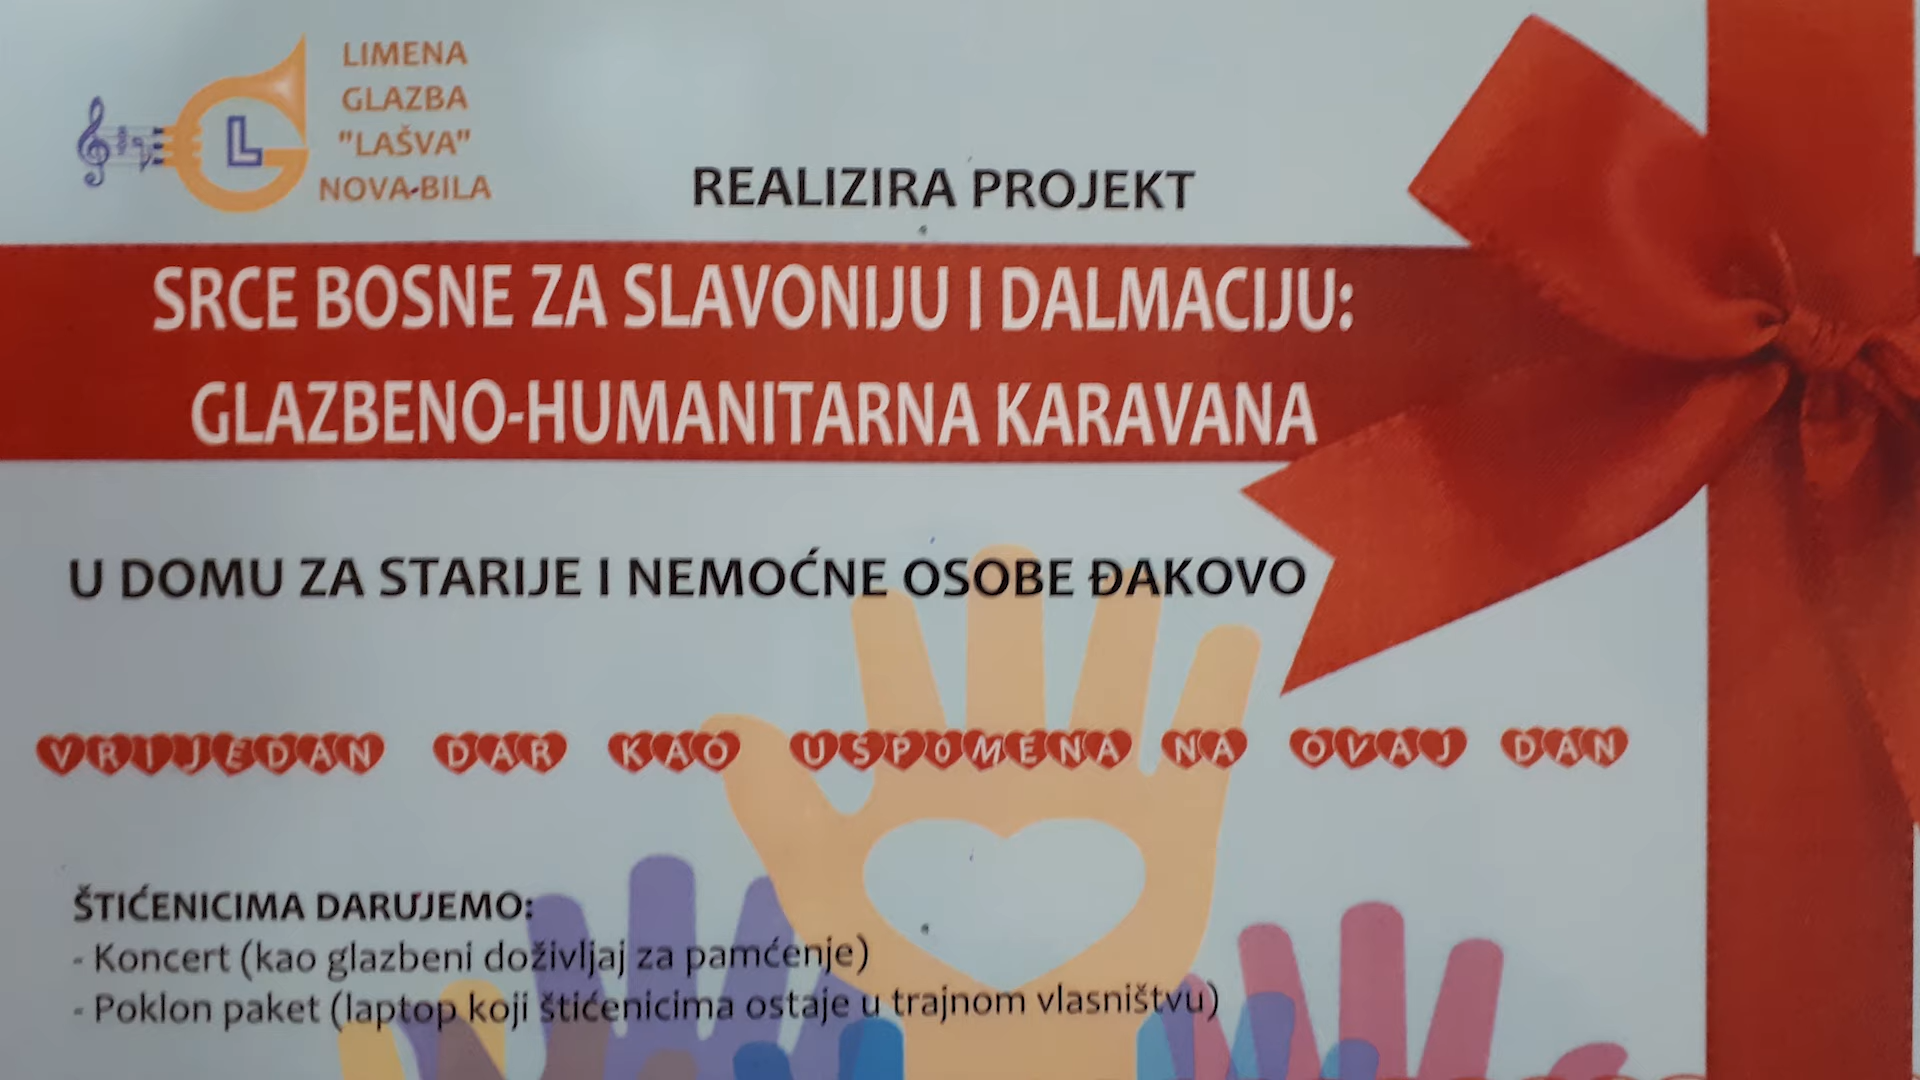 LIMENA
GLAZBA
"LAŠVA"
NOVA-BILA
L
REALIZIRA PROJEKT
SRCE BOSNE ZA SLAVONIJU I DALMACIJU:
GLAZBENO-HUMANITARNA KARAVANA
U DOMU ZA STARIJE I NEMOĆNE OSOBE ĐAKOVO
VRIJEDAN DAR KAO USPOMENA NA OVAJ DAN
ŠTIĆENICIMA DARUJEMO:
- Koncert (kao glazbeni doživljaj za pamćenje)
- Poklon paket (laptop koji štićenicima ostaje u trajnom vlasništvu)